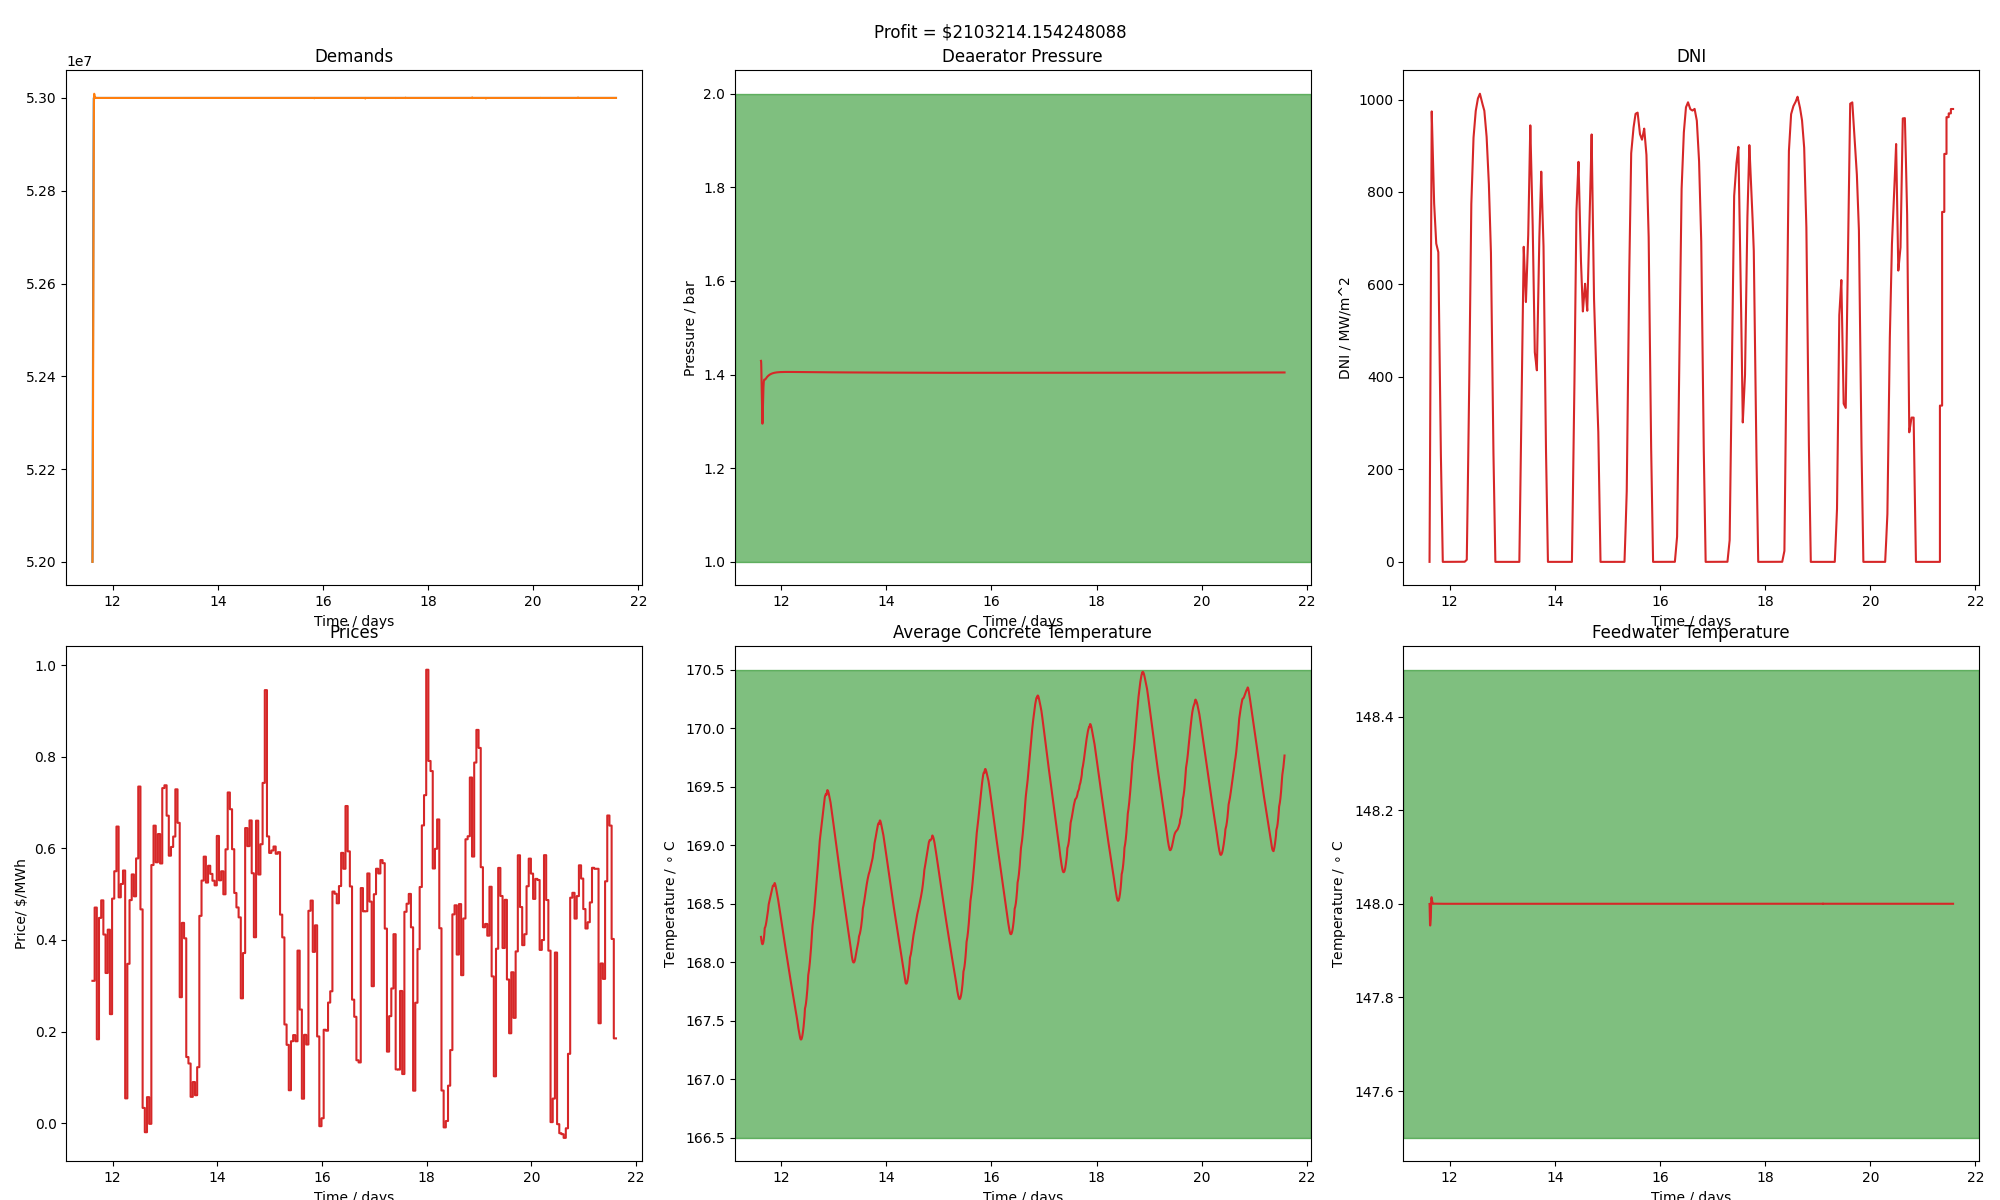 Profit = $2103214.154248088
Demands
1e7
5.30
5.28
5.26
5.24
5.22
5.20
12 14 16 18 20 22
Time / days
Deaerator Pressure
Pressure / bar
2.0
1.8
1.6
1.4
1.2
1.0
12 14 16 18 20 22
Time / days
DNI
DNI / MW/m^2
1000
800
600
400
200
0
12 14 16 18 20 22
Time / days
Prices
Price/ $/MWh
1.0
0.8
0.6
0.4
0.2
0.0
12 14 16 18 20 22
Time / days
Average Concrete Temperature
Temperature / ∘ C
170.5
170.0
169.5
169.0
168.5
168.0
167.5
167.0
166.5
12 14 16 18 20 22
Time / days
Feedwater Temperature
Temperature / ∘ C
148.4
148.2
148.0
147.8
147.6
12 14 16 18 20 22
Time / days